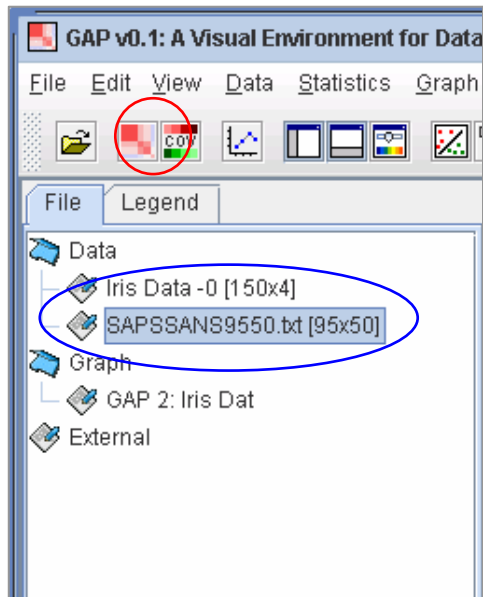 GAP v0.1: A Visual Environment for Data
File Edit View Data Statistics Graph
COV
File Legend
Data
Iris Data -0 [150x4]
SAPSSANS9550.txt [95x50]
Graph
GAP 2: Iris Dat
External